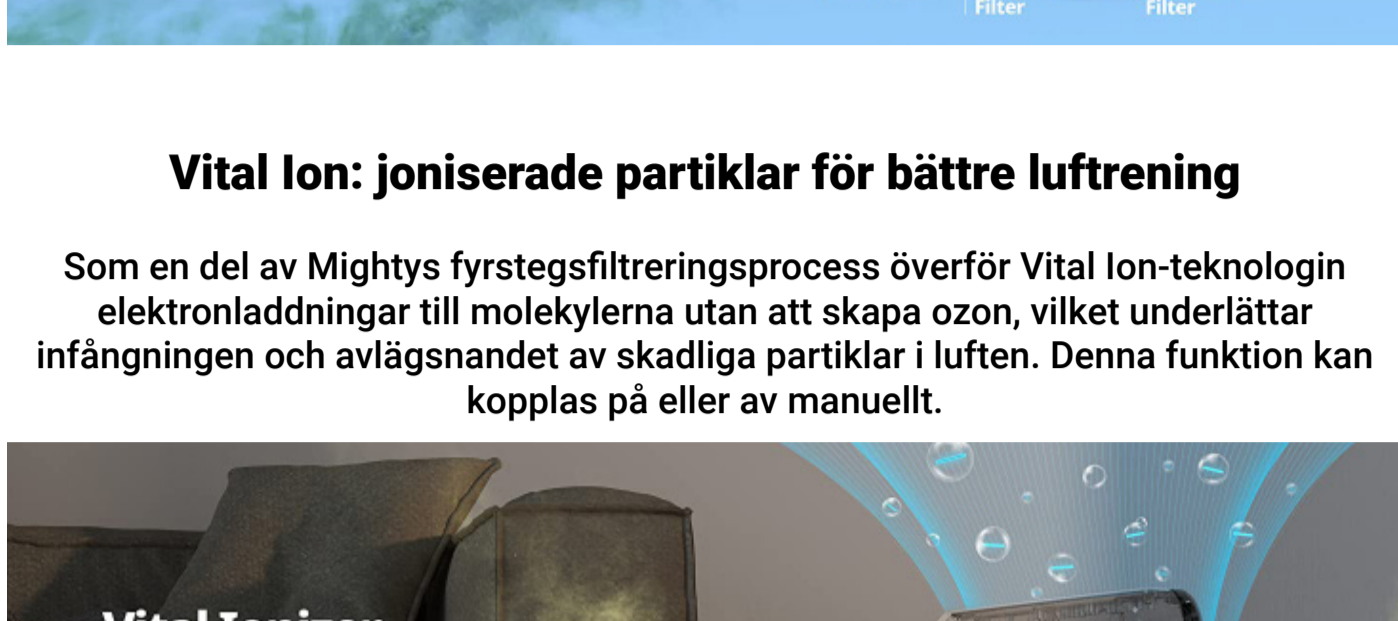 Filter Filter
Vital Ion: joniserade partiklar för bättre luftrening
Som en del av Mightys fyrstegsfiltreringsprocess överför Vital Ion-teknologin
elektronladdningar till molekylerna utan att skapa ozon, vilket underlättar
infångningen och avlägsnandet av skadliga partiklar i luften. Denna funktion kan
kopplas på eller av manuellt.
Vital Ionizer